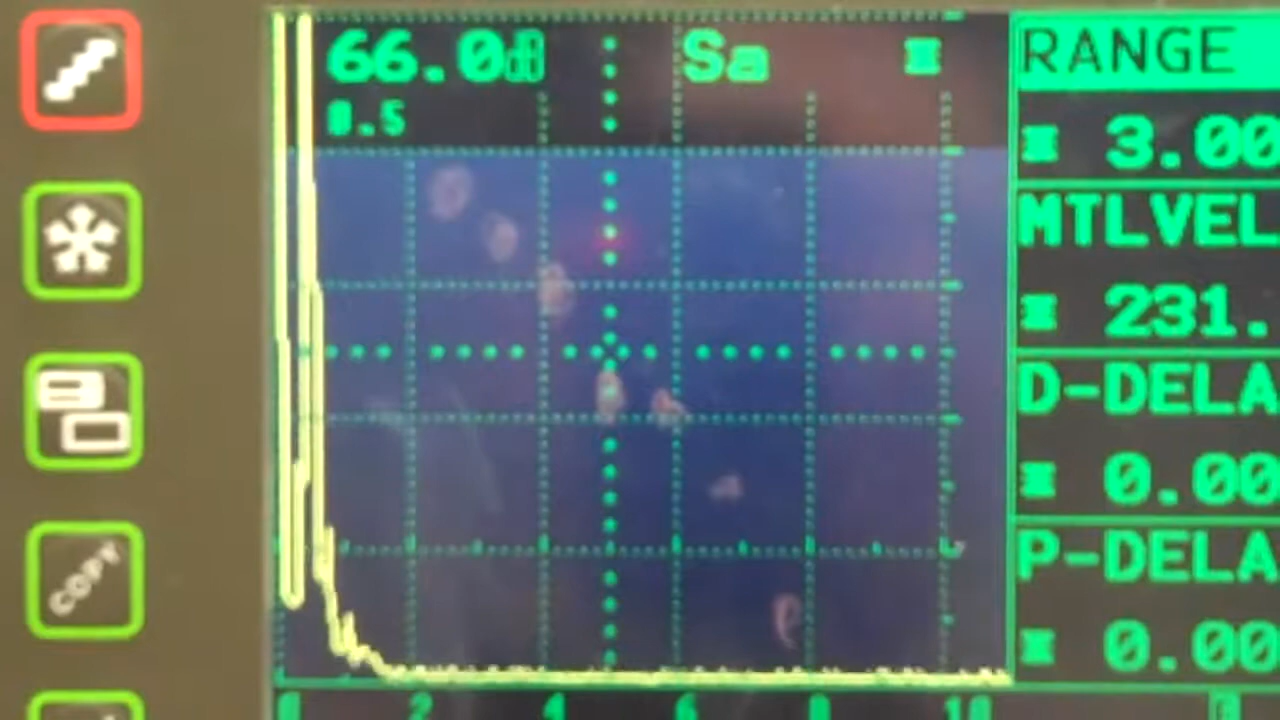 66.0dB Sa
0.5
RANGE
3.00
MTLVEL
231.
D-DELA
0.00
P-DELA
0.00
COPY
0 2 4 6 8 10